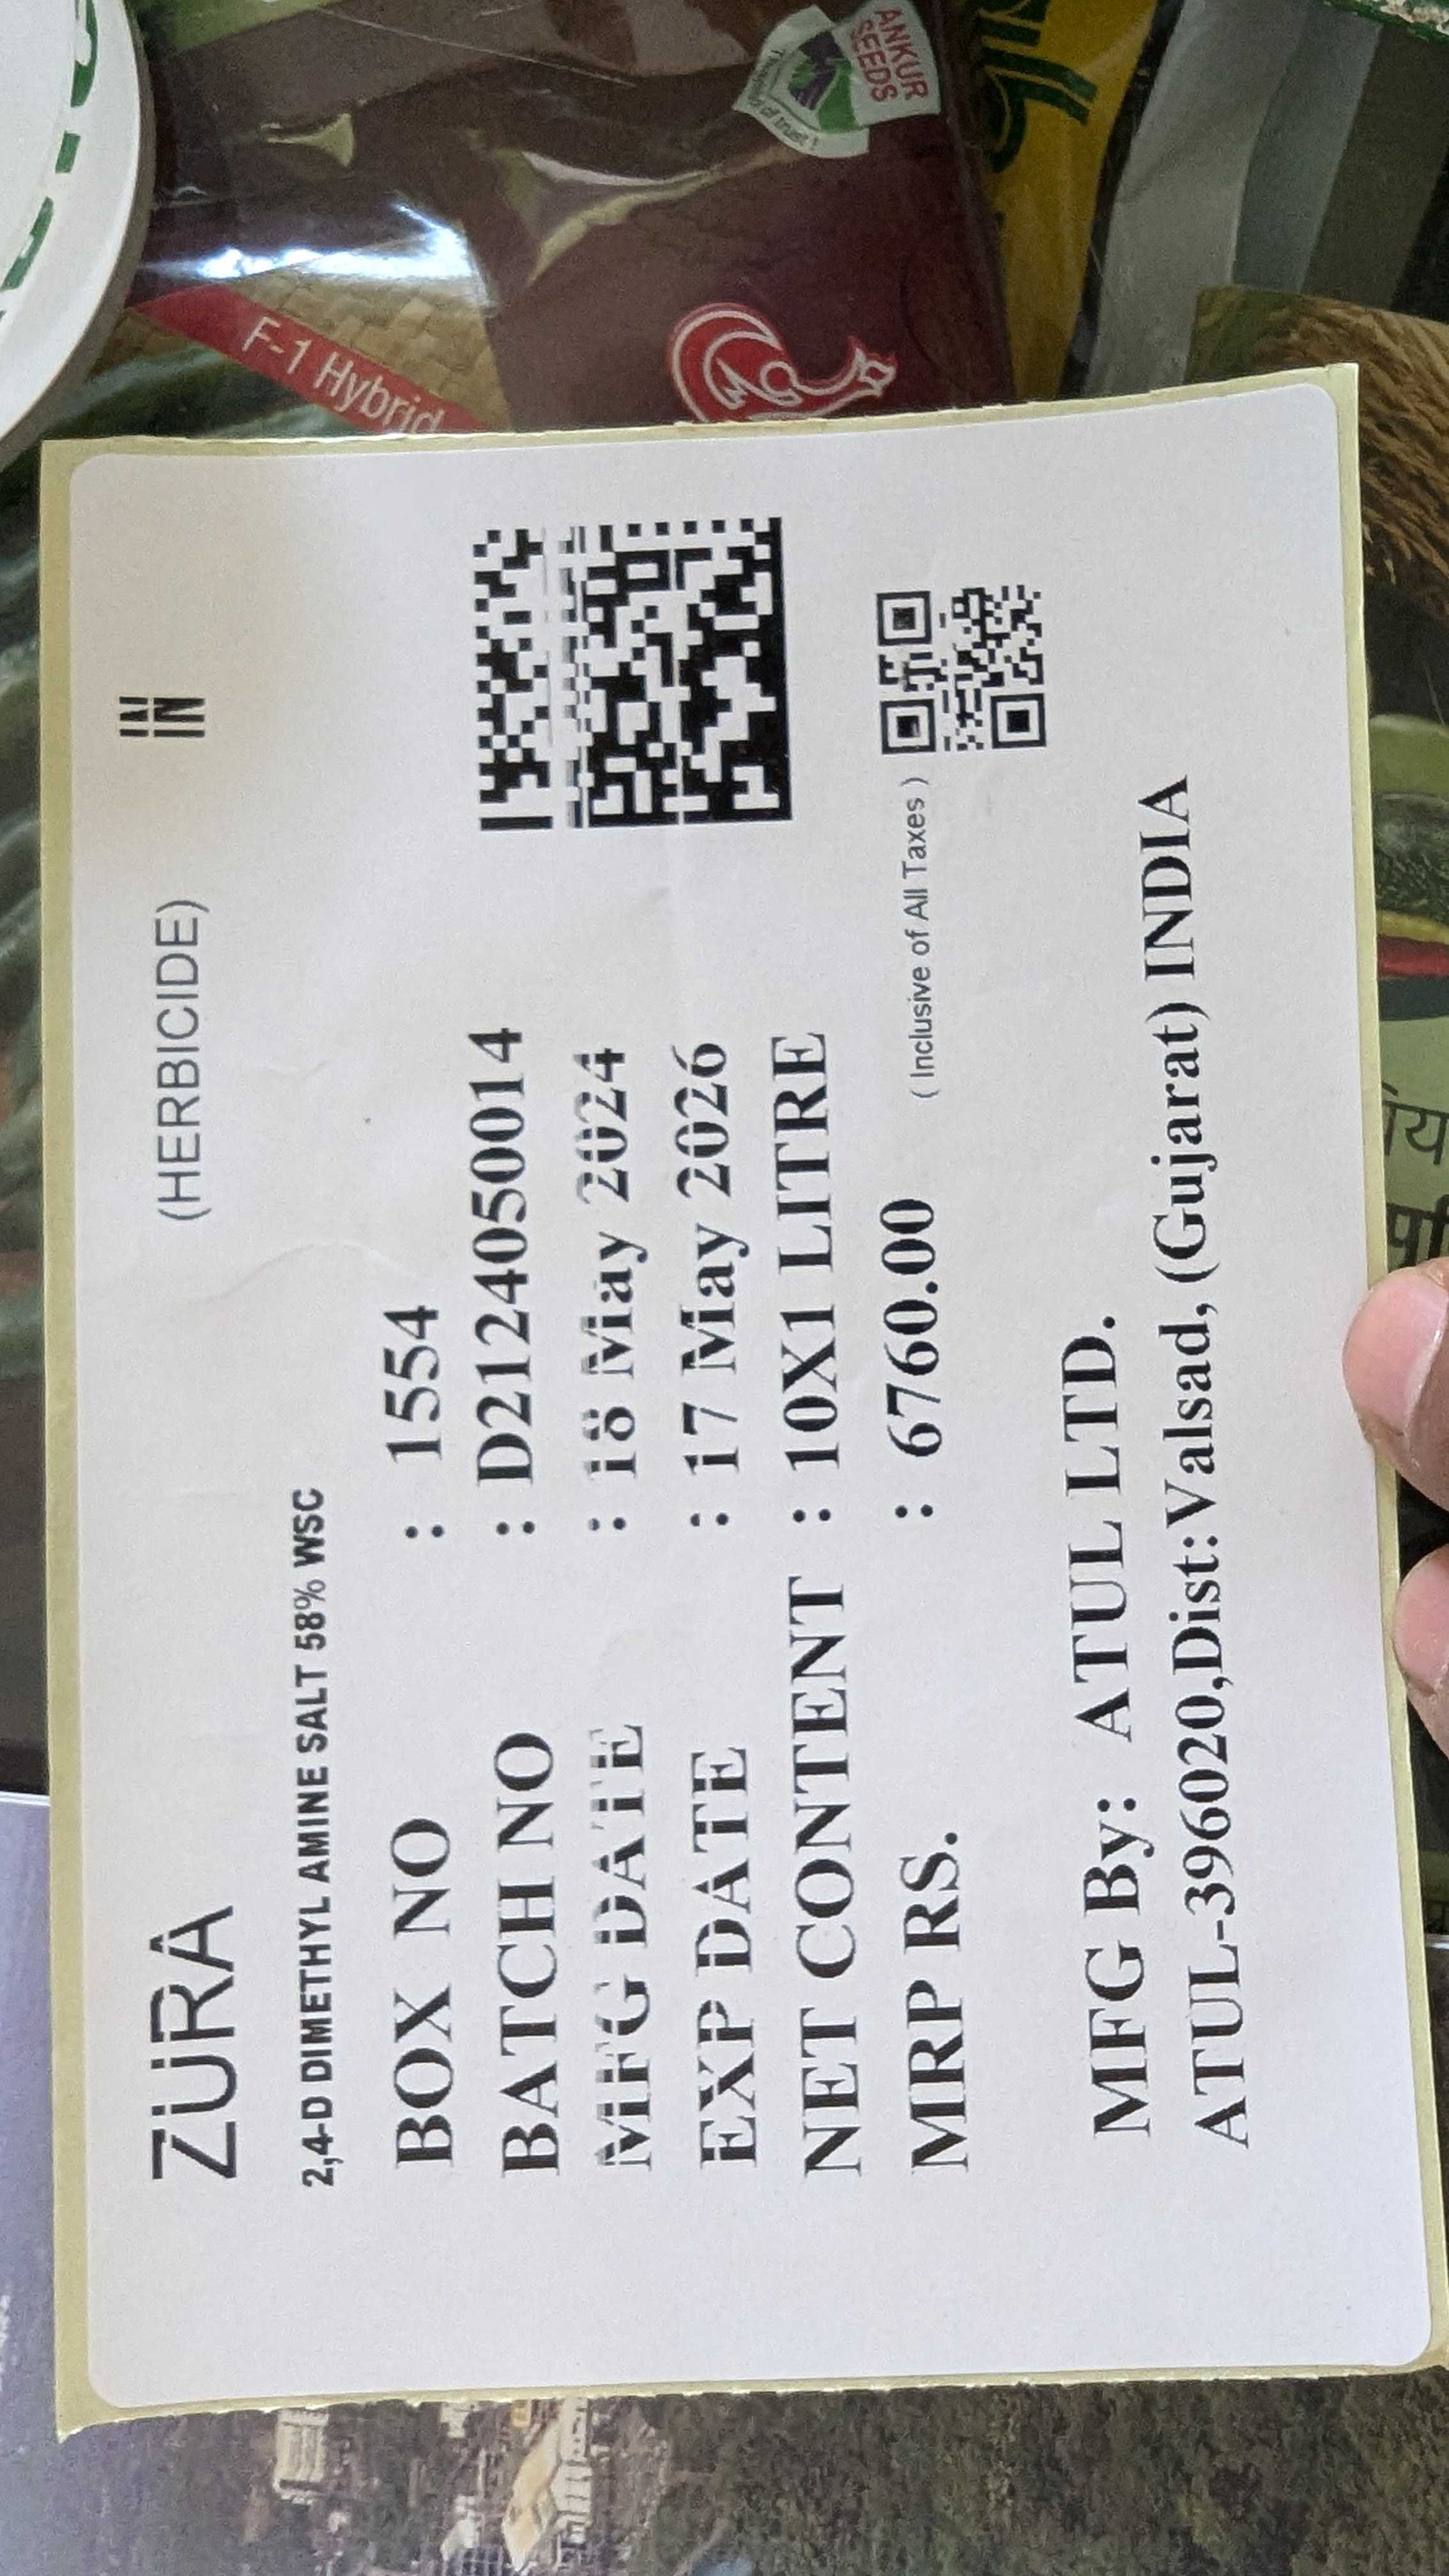 ZURA (HERBICIDE) IN
2,4-D DIMETHYL AMINE SALT 58% WSC
BOX NO : 1554
BATCH NO : D2124050014
MFG DATE : 18 May 2024
EXP DATE : 17 May 2026
NET CONTENT : 10X1 LITRE
MRP RS. : 6760.00 ( Inclusive of All Taxes )
MFG By: ATUL LTD.
ATUL-396020,Dist:Valsad, (Gujarat) INDIA
F-1 Hybrid
ANKUR
SEEDS